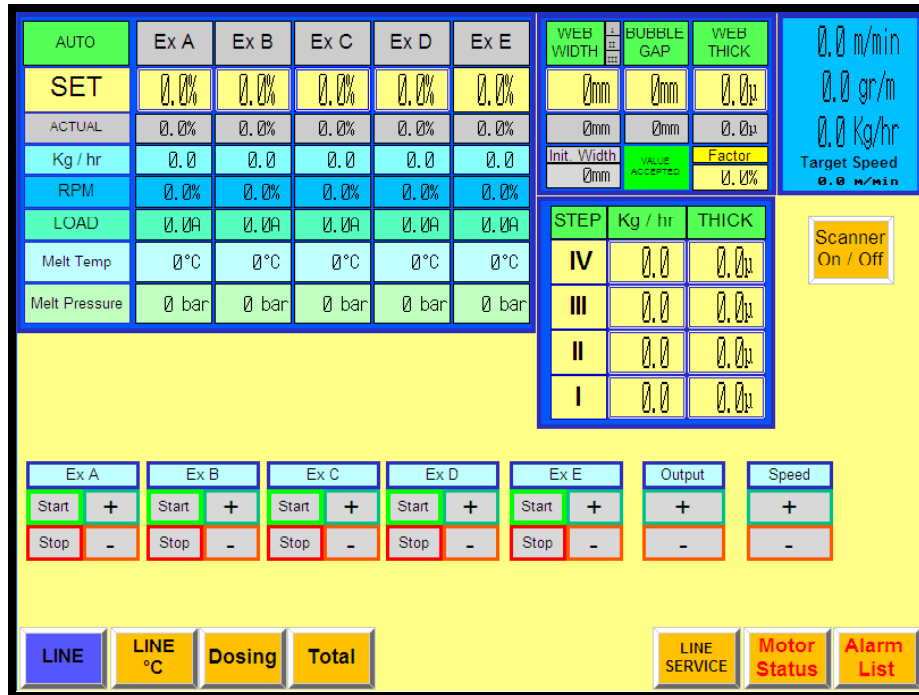 AUTO Ex A Ex B Ex C Ex D Ex E
SET 0.0% 0.0% 0.0% 0.0% 0.0%
ACTUAL 0.0% 0.0% 0.0% 0.0% 0.0%
Kg / hr 0.0 0.0 0.0 0.0 0.0
RPM 0.0% 0.0% 0.0% 0.0% 0.0%
LOAD 0.0A 0.0A 0.0A 0.0A 0.0A
Melt Temp 0°C 0°C 0°C 0°C 0°C
Melt Pressure 0 bar 0 bar 0 bar 0 bar 0 bar
WEB WIDTH I II III BUBBLE GAP WEB THICK
0mm 0mm 0.0µ
0mm 0mm 0.0µ
Init. Width VALUE ACCEPTED Factor
0mm 0.0%
0.0 m/min
0.0 gr/m
0.0 Kg/hr
Target Speed
0.0 m/min
STEP Kg / hr THICK
IV 0.0 0.0µ
III 0.0 0.0µ
II 0.0 0.0µ
I 0.0 0.0µ
Scanner
On / Off
Ex A Ex B Ex C Ex D Ex E Output Speed
Start + Start + Start + Start + Start + + +
Stop - Stop - Stop - Stop - Stop - - -
LINE
LINE
°C
Dosing
Total
LINE
SERVICE
Motor
Status
Alarm
List